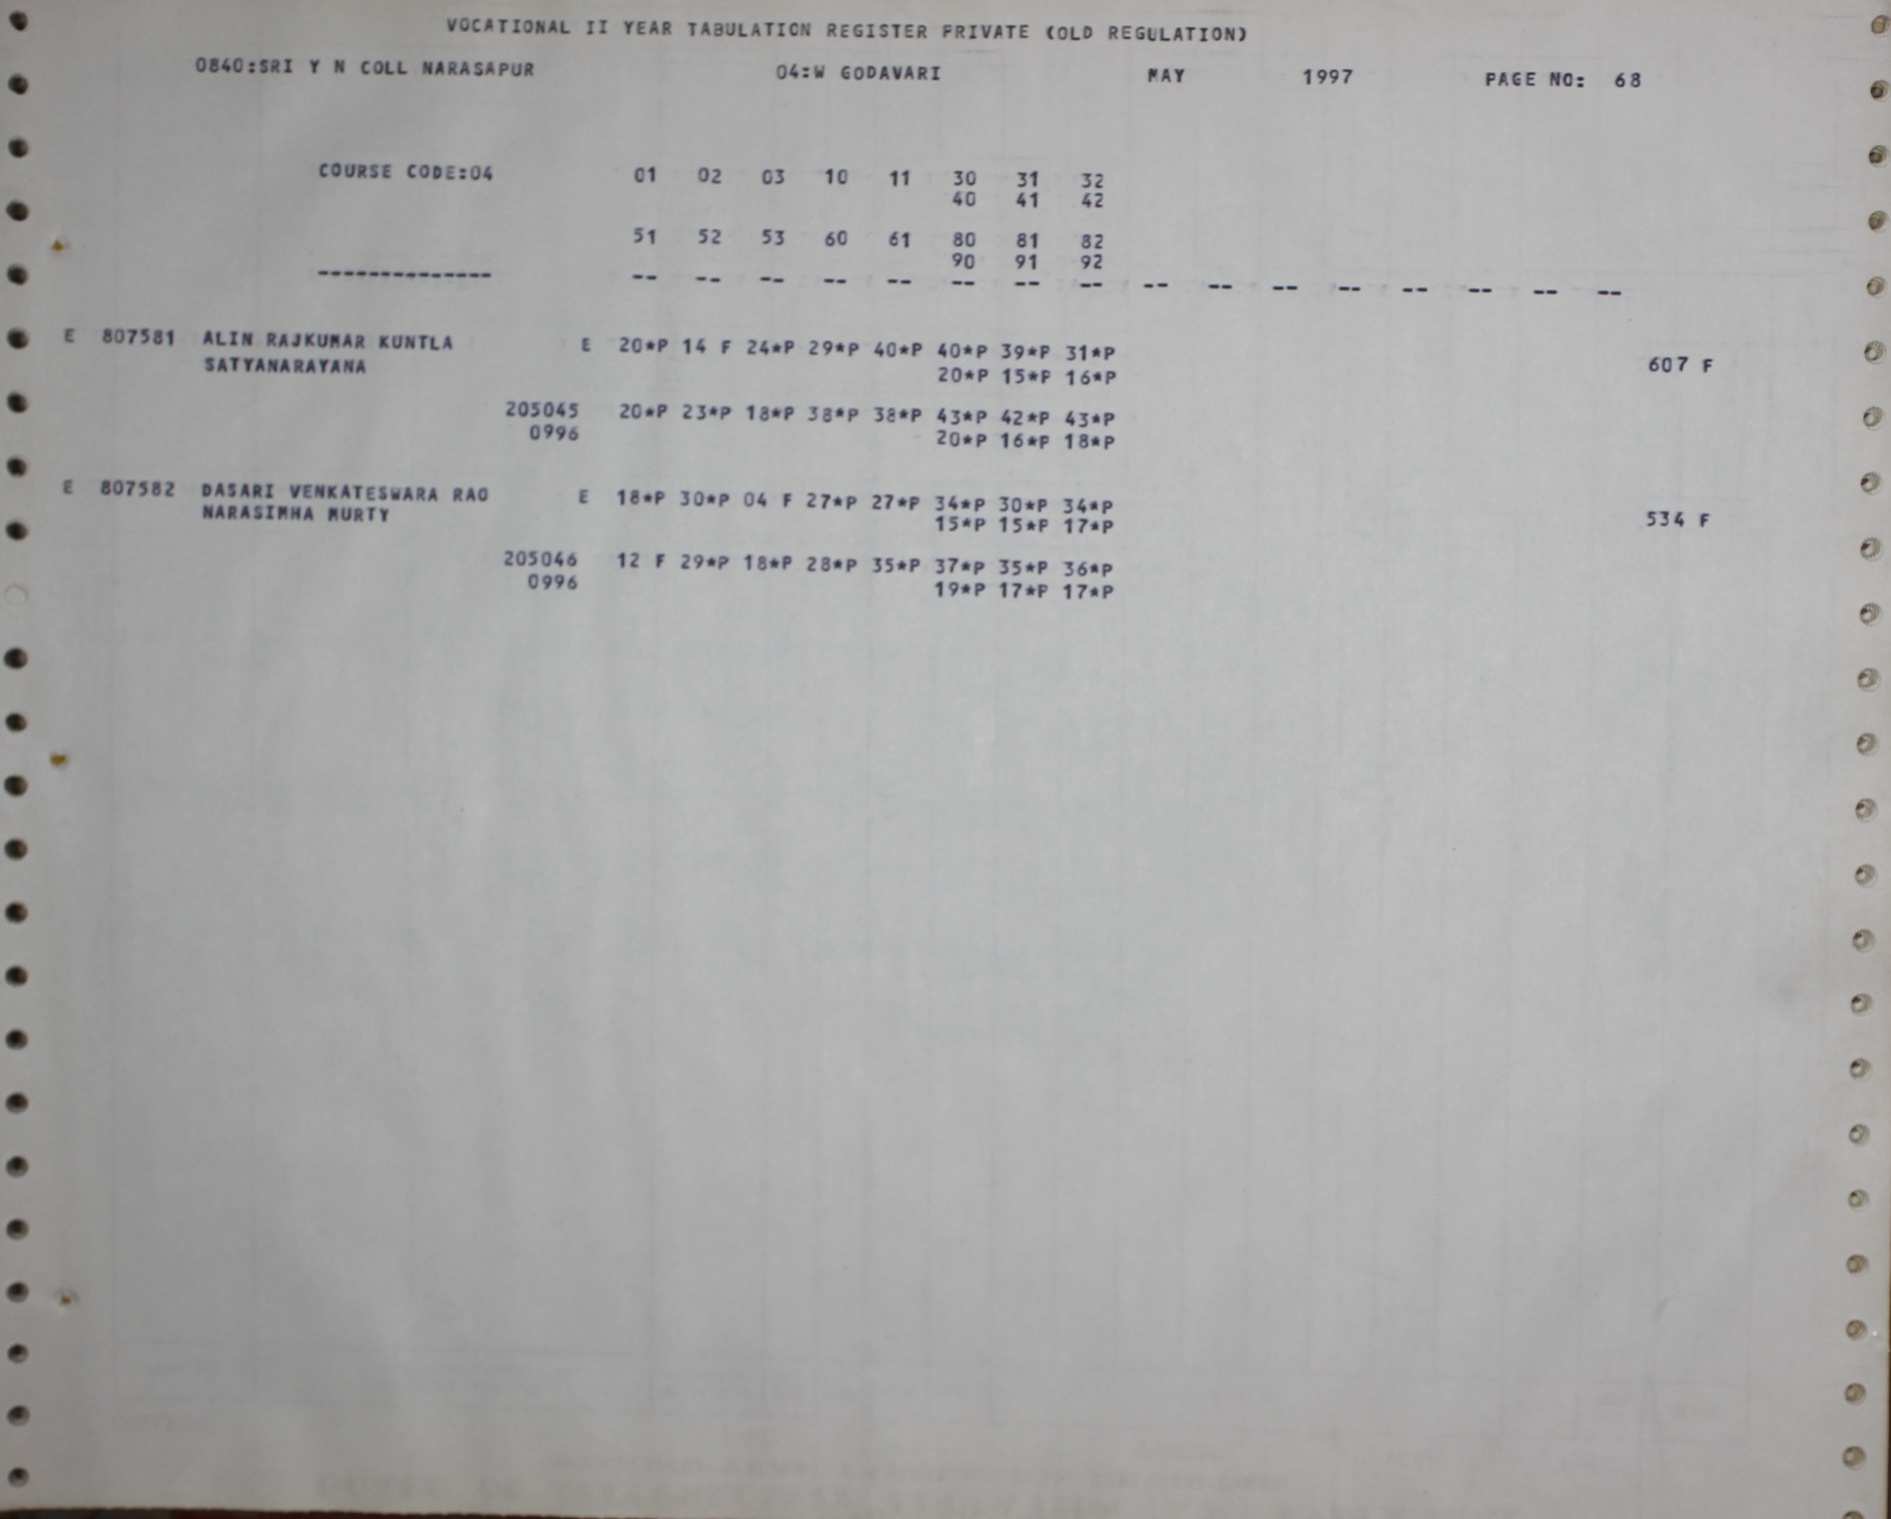 VOCATIONAL II YEAR TABULATION REGISTER PRIVATE (OLD REGULATION)
0840:SRI Y N COLL NARASAPUR 04:W GODAVARI MAY 1997 PAGE NO: 68
COURSE CODE:04 01 02 03 10 11 30 31 32
40 41 42
51 52 53 60 61 80 81 82
90 91 92
-------------- -- -- -- -- -- -- -- -- -- -- -- -- -- -- -- --
E 807581 ALIN RAJKUMAR KUNTLA E 20*P 14 F 24*P 29*P 40*P 40*P 39*P 31*P
SATYANARAYANA 20*P 15*P 16*P 607 F
205045 20*P 23*P 18*P 38*P 38*P 43*P 42*P 43*P
0996 20*P 16*P 18*P
E 807582 DASARI VENKATESWARA RAO E 18*P 30*P 04 F 27*P 27*P 34*P 30*P 34*P
NARASIMHA MURTY 15*P 15*P 17*P 534 F
205046 12 F 29*P 18*P 28*P 35*P 37*P 35*P 36*P
0996 19*P 17*P 17*P